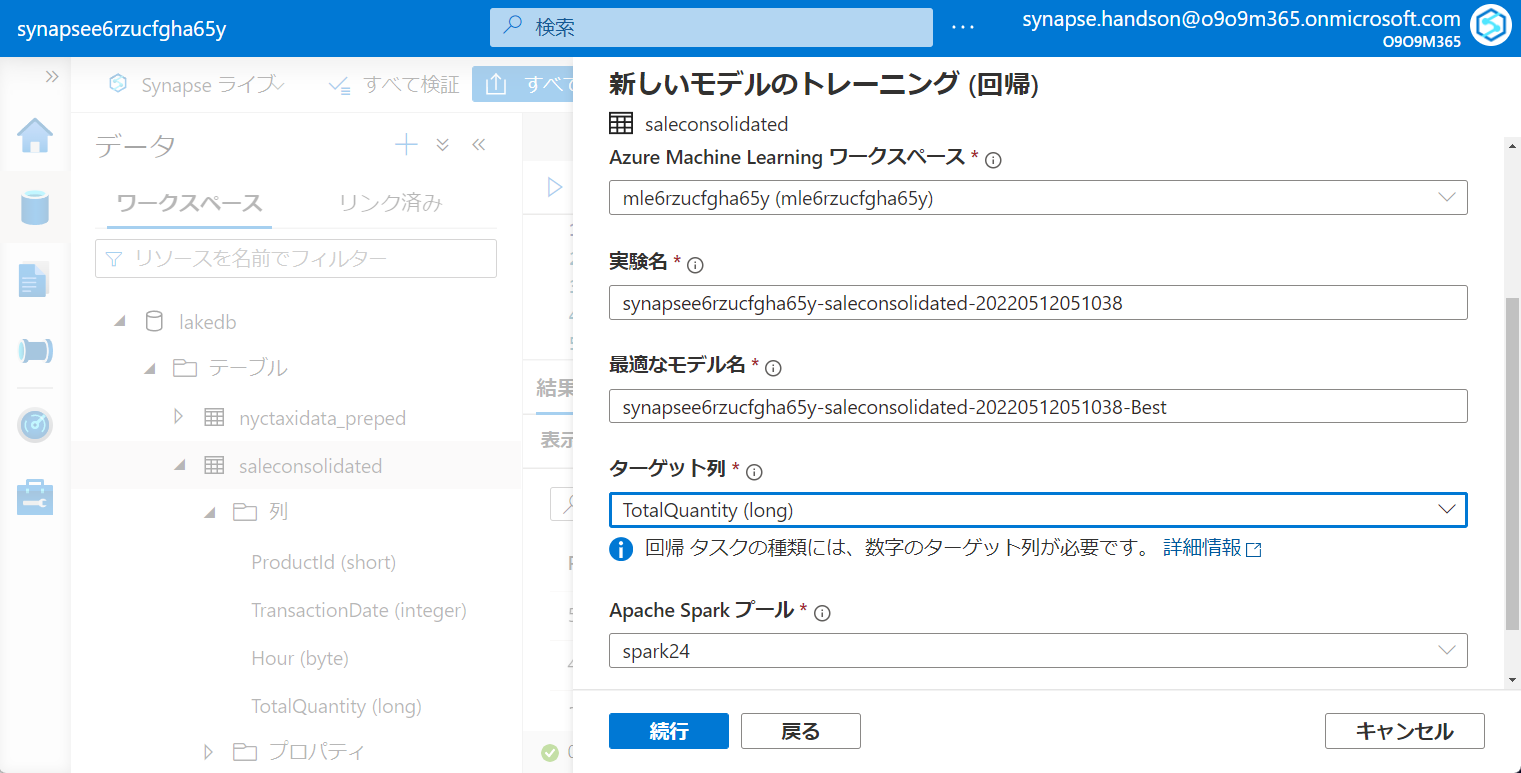 synapsee6rzucfgha65y
検索
synapse.handson@o9o9m365.onmicrosoft.com
O9O9M365
Synapse ライブ
すべて検証
すべて
データ
ワークスペース
リンク済み
リソースを名前でフィルター
lakedb
テーブル
nyctaxidata_preped
saleconsolidated
列
ProductId (short)
TransactionDate (integer)
Hour (byte)
TotalQuantity (long)
プロパティ
結果
表示
新しいモデルのトレーニング (回帰)
saleconsolidated
Azure Machine Learning ワークスペース *
mle6rzucfgha65y (mle6rzucfgha65y)
実験名 *
synapsee6rzucfgha65y-saleconsolidated-20220512051038
最適なモデル名 *
synapsee6rzucfgha65y-saleconsolidated-20220512051038-Best
ターゲット列 *
TotalQuantity (long)
回帰 タスクの種類には、数字のターゲット列が必要です。 詳細情報
Apache Spark プール *
spark24
続行
戻る
キャンセル